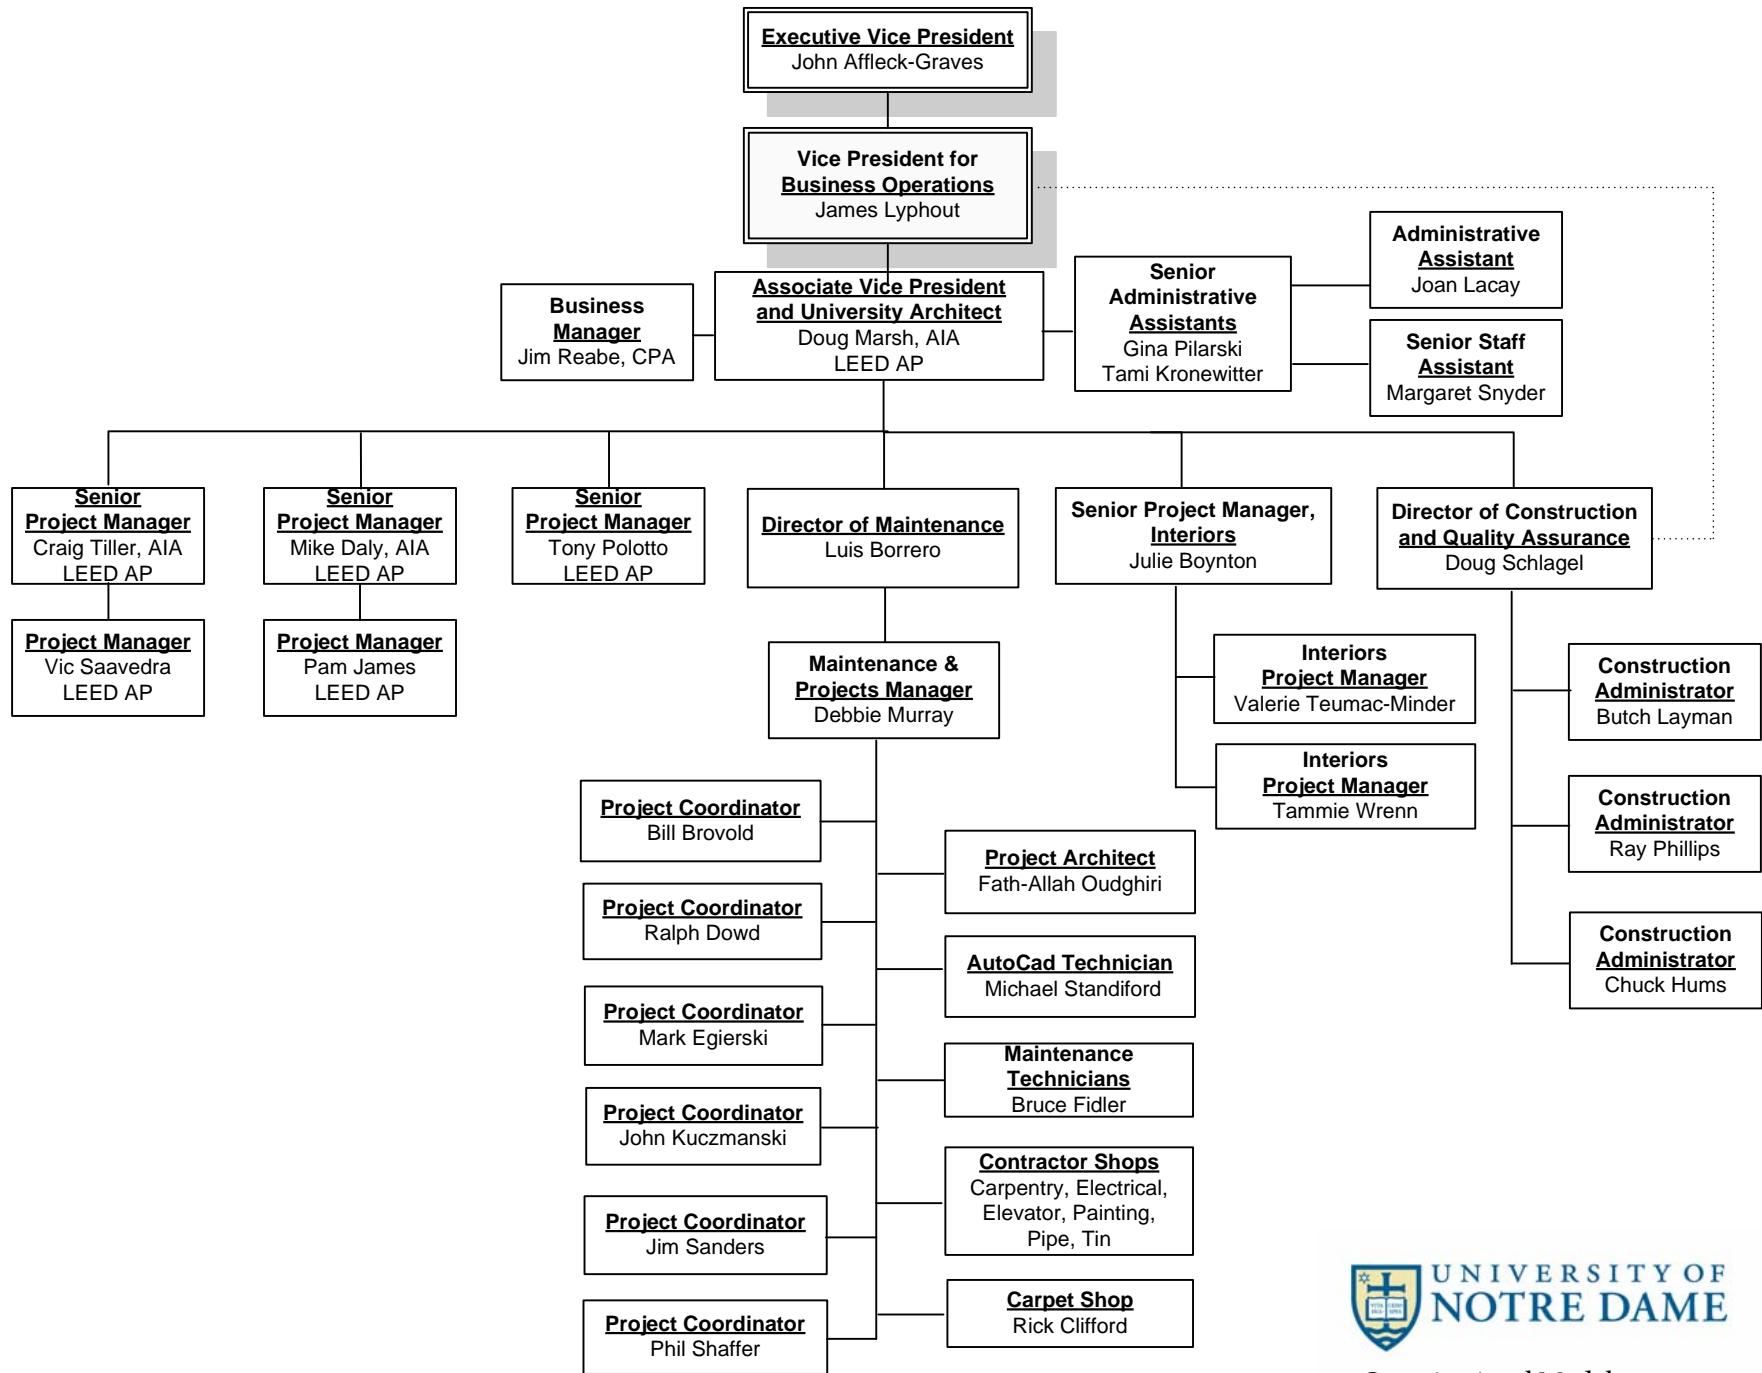 Executive Vice President
John Affleck-Graves
Vice President for
Business Operations
James Lyphout
Business
Manager
Jim Reabe, CPA
Associate Vice President
and University Architect
Doug Marsh, AIA
LEED AP
Senior
Administrative
Assistants
Gina Pilarski
Tami Kronewitter
Administrative
Assistant
Joan Lacay
Senior Staff
Assistant
Margaret Snyder
Senior
Project Manager
Craig Tiller, AIA
LEED AP
Senior
Project Manager
Mike Daly, AIA
LEED AP
Senior
Project Manager
Tony Polotto
LEED AP
Director of Maintenance
Luis Borrero
Senior Project Manager,
Interiors
Julie Boynton
Director of Construction
and Quality Assurance
Doug Schlagel
Project Manager
Vic Saavedra
LEED AP
Project Manager
Pam James
LEED AP
Maintenance &
Projects Manager
Debbie Murray
Interiors
Project Manager
Valerie Teumac-Minder
Interiors
Project Manager
Tammie Wrenn
Construction
Administrator
Butch Layman
Construction
Administrator
Ray Phillips
Construction
Administrator
Chuck Hums
Project Coordinator
Bill Brovold
Project Coordinator
Ralph Dowd
Project Coordinator
Mark Egierski
Project Coordinator
John Kuczmanski
Project Coordinator
Jim Sanders
Project Coordinator
Phil Shaffer
Project Architect
Fath-Allah Oudghiri
AutoCad Technician
Michael Standiford
Maintenance
Technicians
Bruce Fidler
Contractor Shops
Carpentry, Electrical,
Elevator, Painting,
Pipe, Tin
Carpet Shop
Rick Clifford
UNIVERSITY OF
NOTRE DAME